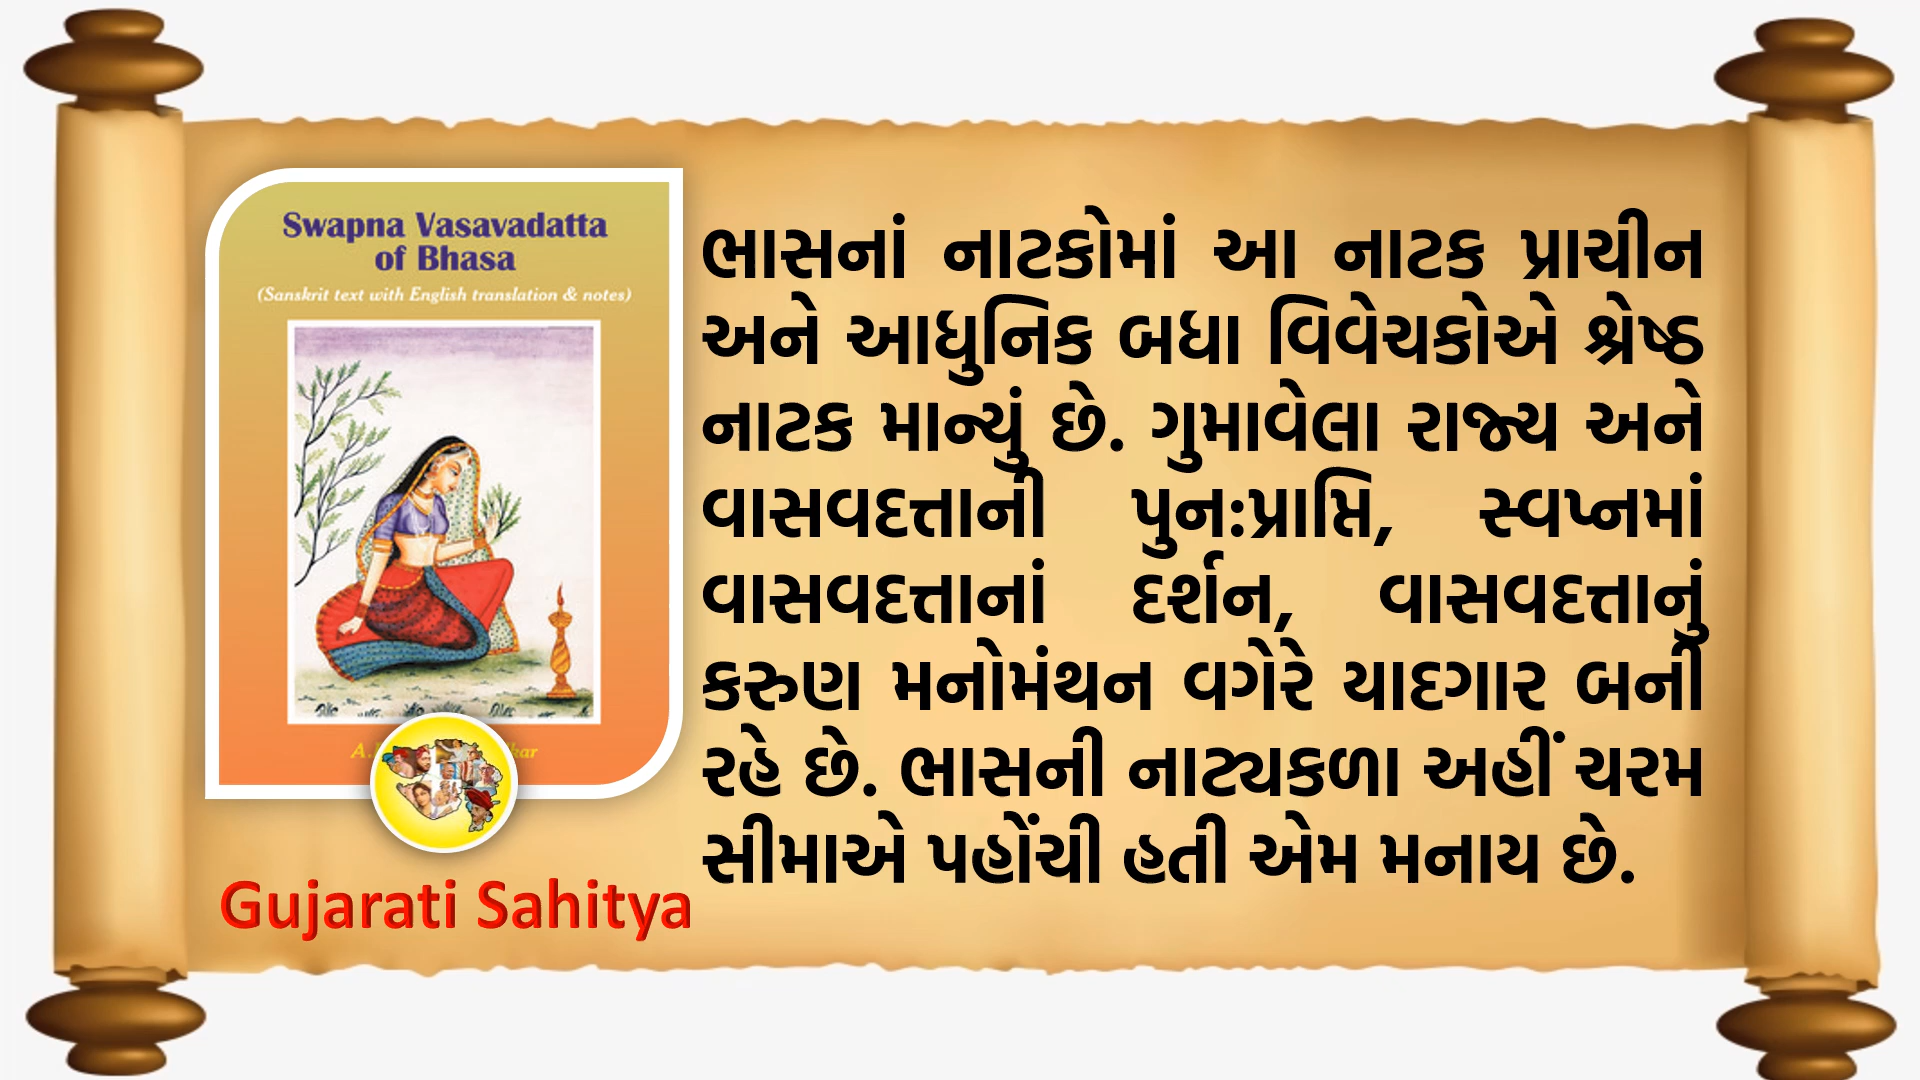 Swapna Vasavadatta
of Bhasa
(Sanskrit text with English translation & notes)
ભાસનાં નાટકોમાં આ નાટક પ્રાચીન
અને આધુનિક બધા વિવેચકોએ શ્રેષ્ઠ
નાટક માન્યું છે. ગુમાવેલા રાજ્ય અને
વાસવદત્તાની પુનઃપ્રાપ્તિ, સ્વપ્નમાં
વાસવદત્તાનાં દર્શન, વાસવદત્તાનું
કરુણ મનોમંથન વગેરે યાદગાર બની
રહે છે. ભાસની નાટ્યકળા અહીં ચરમ
સીમાએ પહોંચી હતી એમ મનાય છે.
Gujarati Sahitya